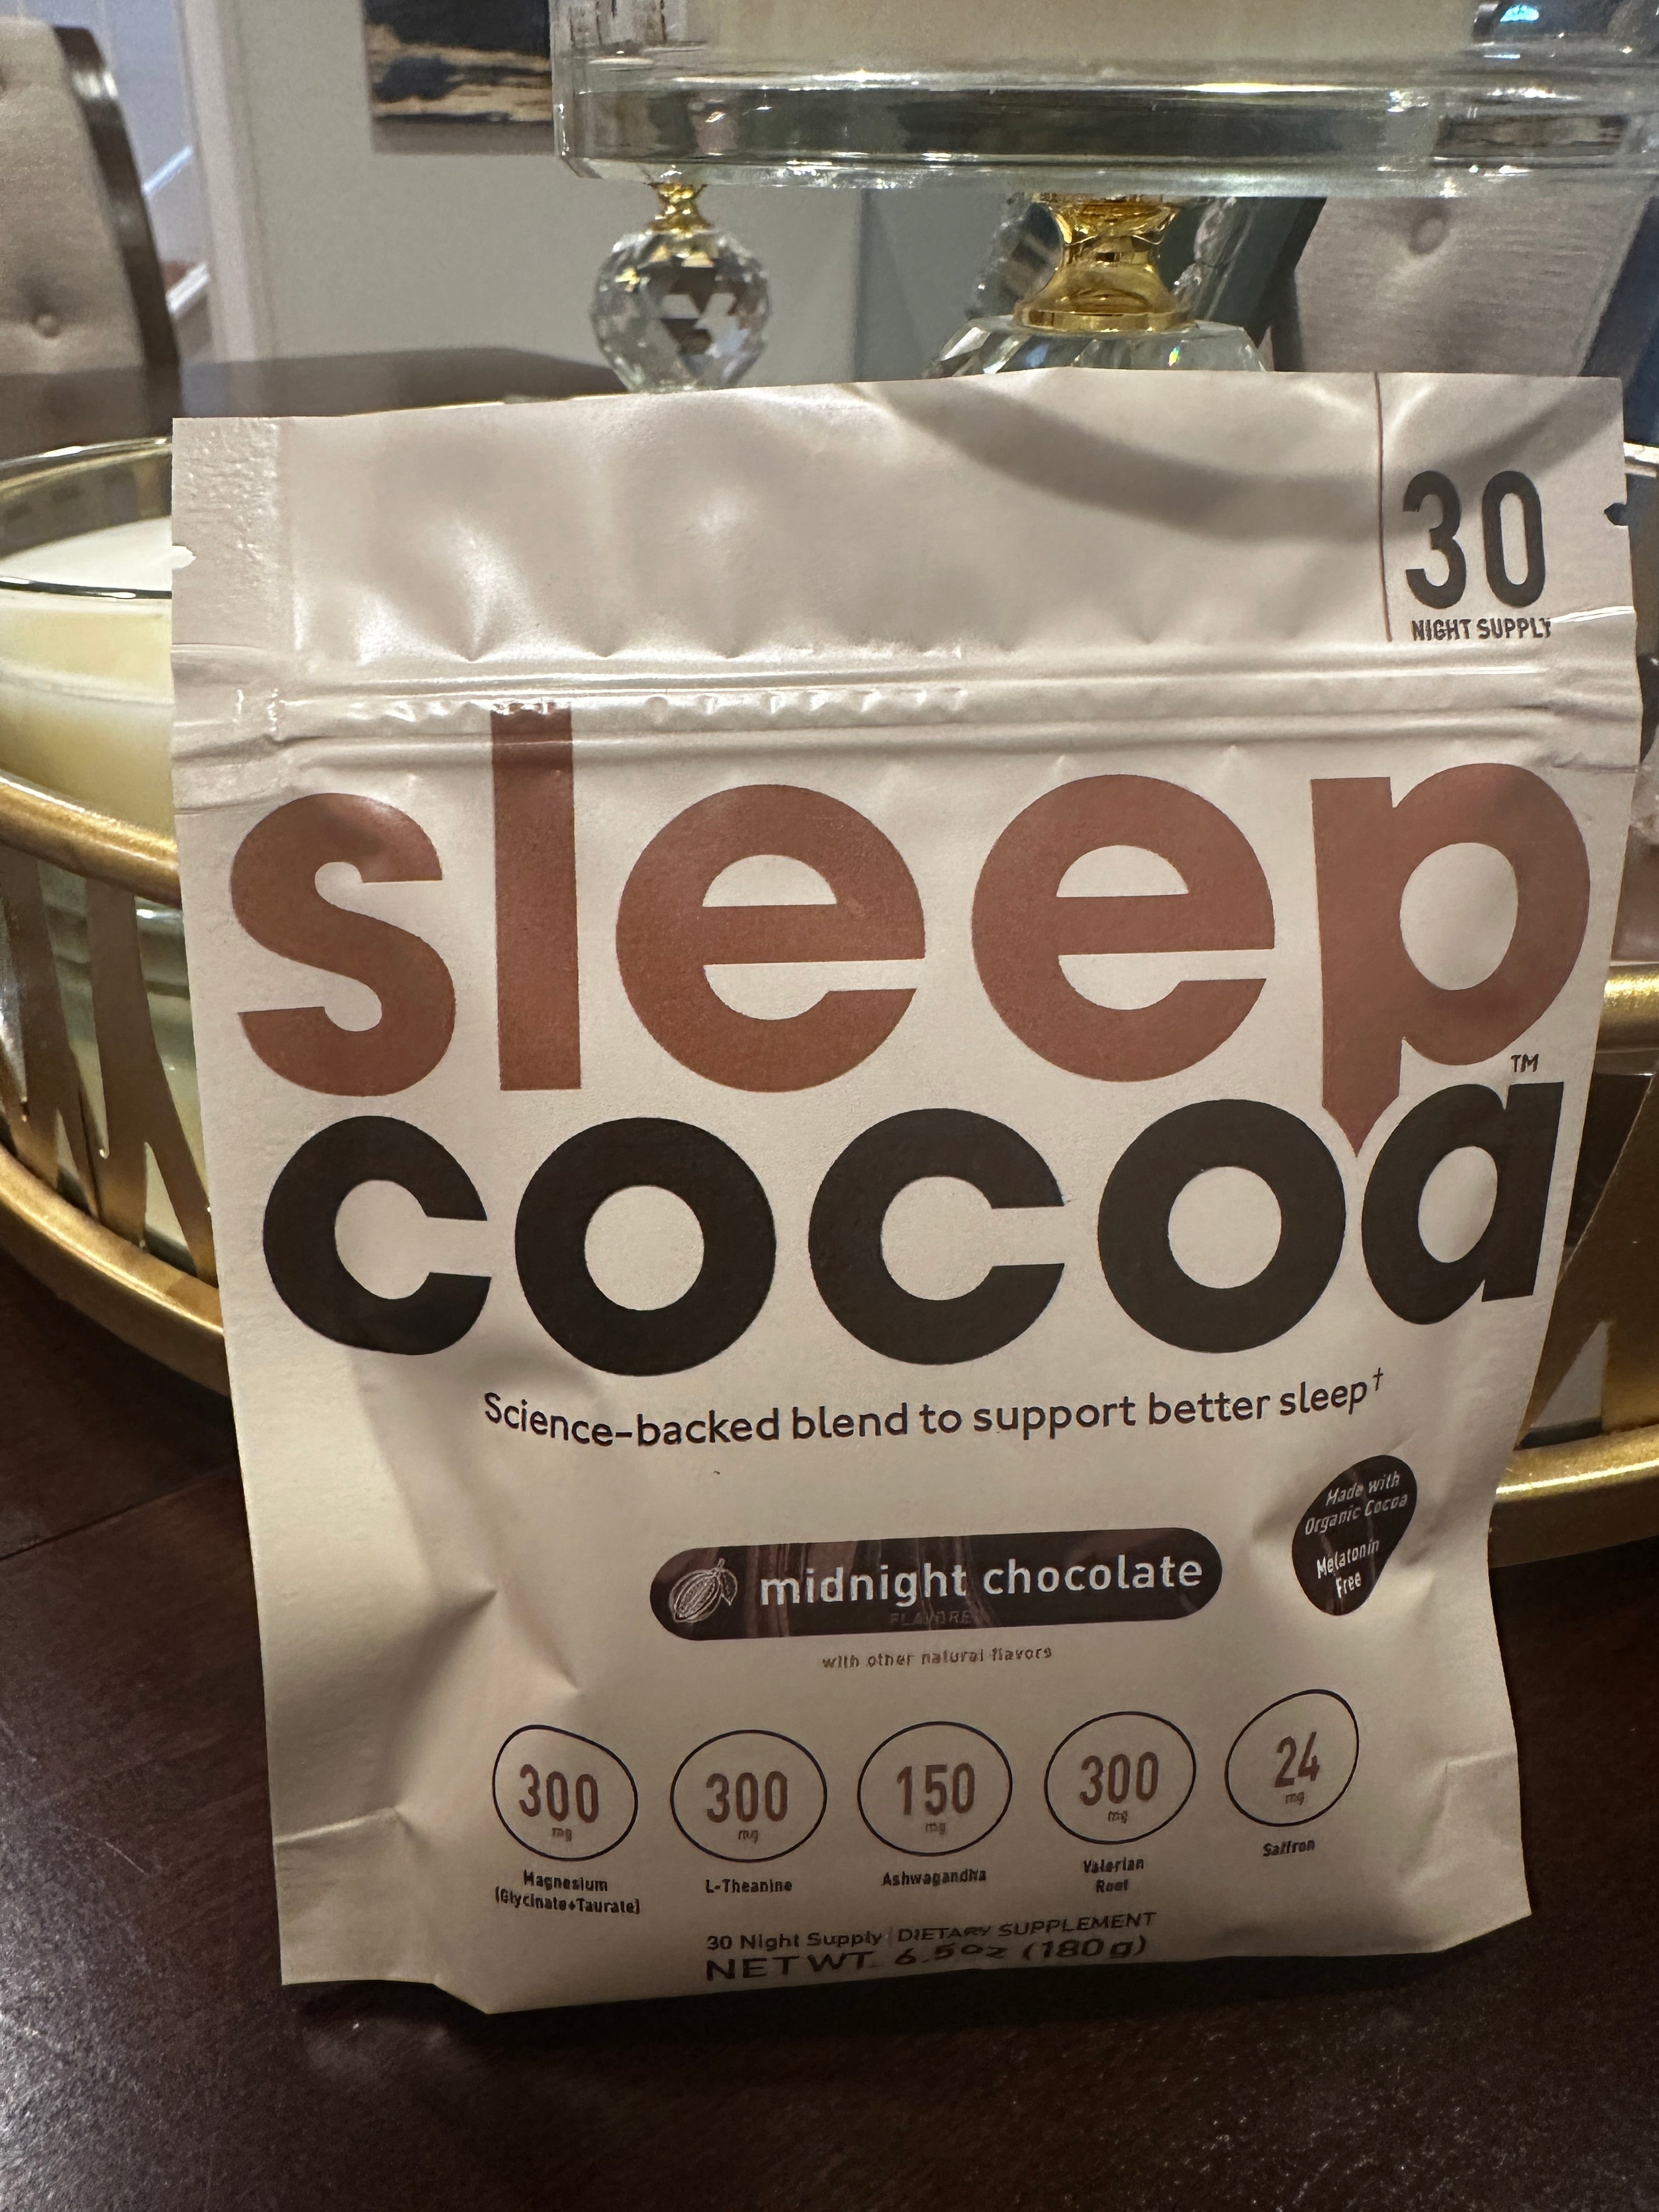 30
NIGHT SUPPLY
sleep
cocoa™
Science-backed blend to support better sleep†
Made with
Organic Cocoa
Melatonin
Free
midnight chocolate
with other natural flavors
300
mg
Magnesium
(Glycinate+Taurate)
300
mg
L-Theanine
150
mg
Ashwagandha
300
mg
Valerian
Root
24
mg
Saffron
30 Night Supply | DIETARY SUPPLEMENT
NET WT. 6.5oz (180g)